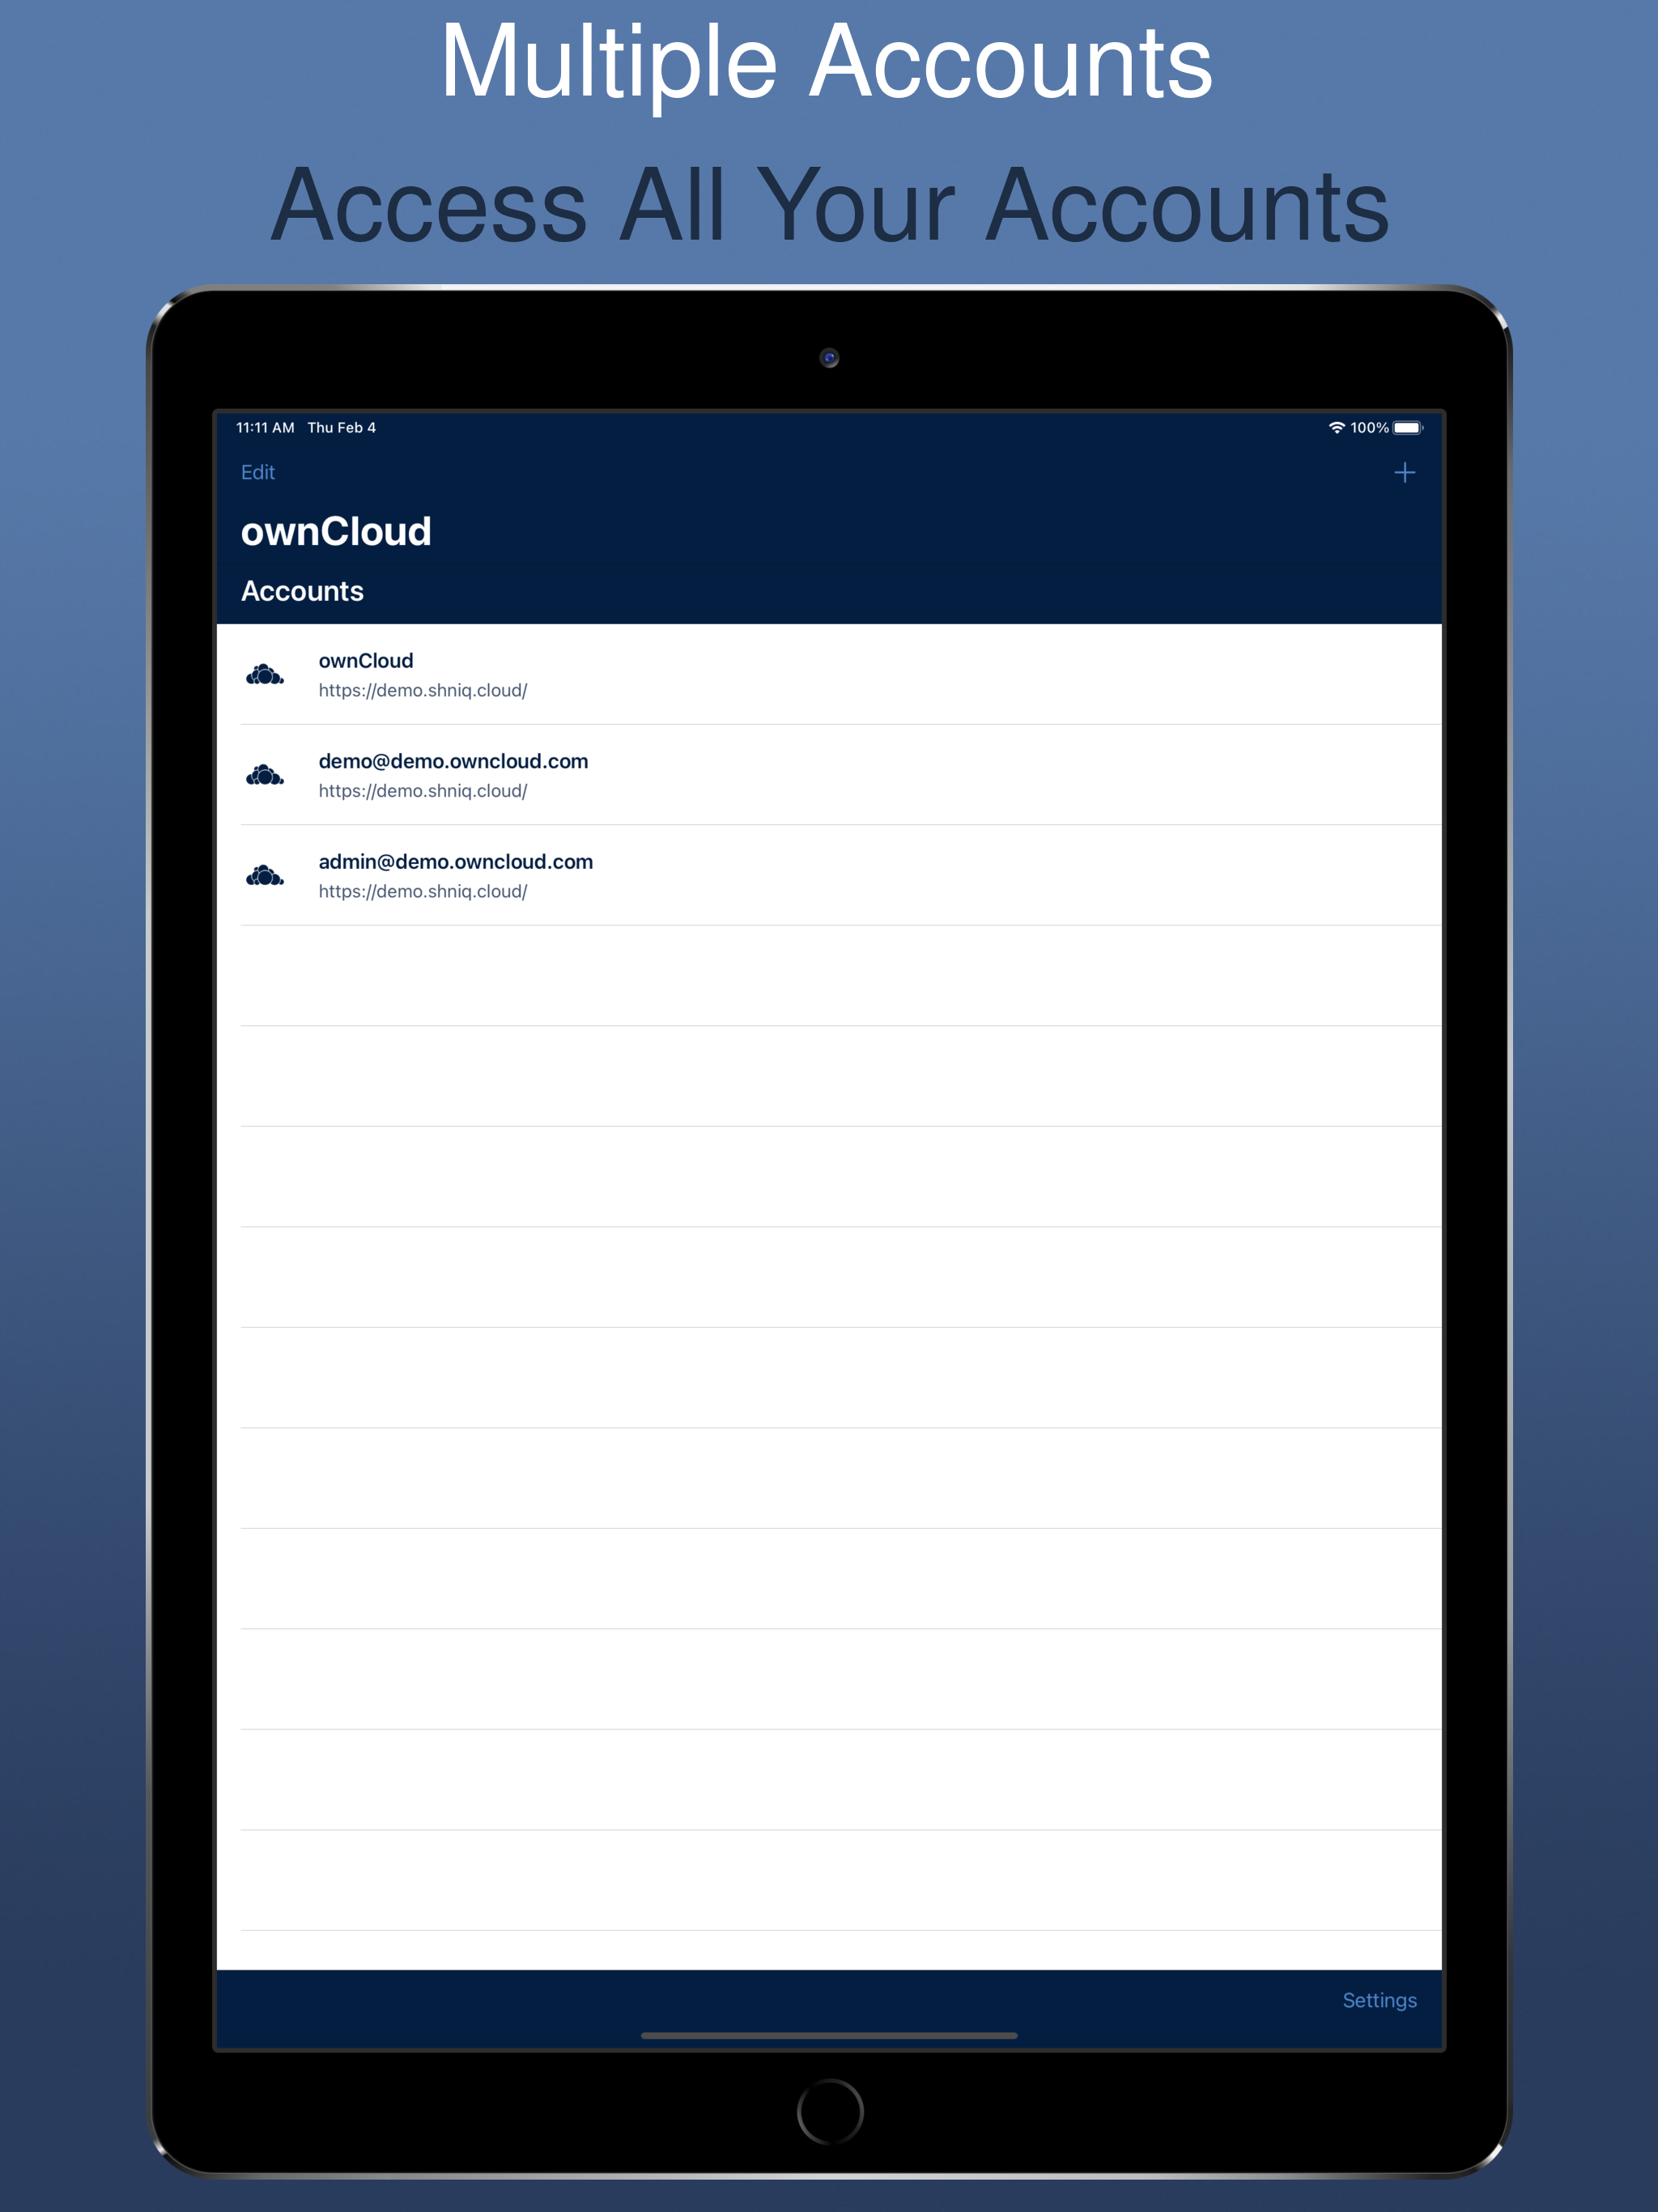 Multiple Accounts
Access All Your Accounts
11:11 AM Thu Feb 4 100%
Edit
ownCloud
Accounts
ownCloud
https://demo.shniq.cloud/
demo@demo.owncloud.com
https://demo.shniq.cloud/
admin@demo.owncloud.com
https://demo.shniq.cloud/
Settings